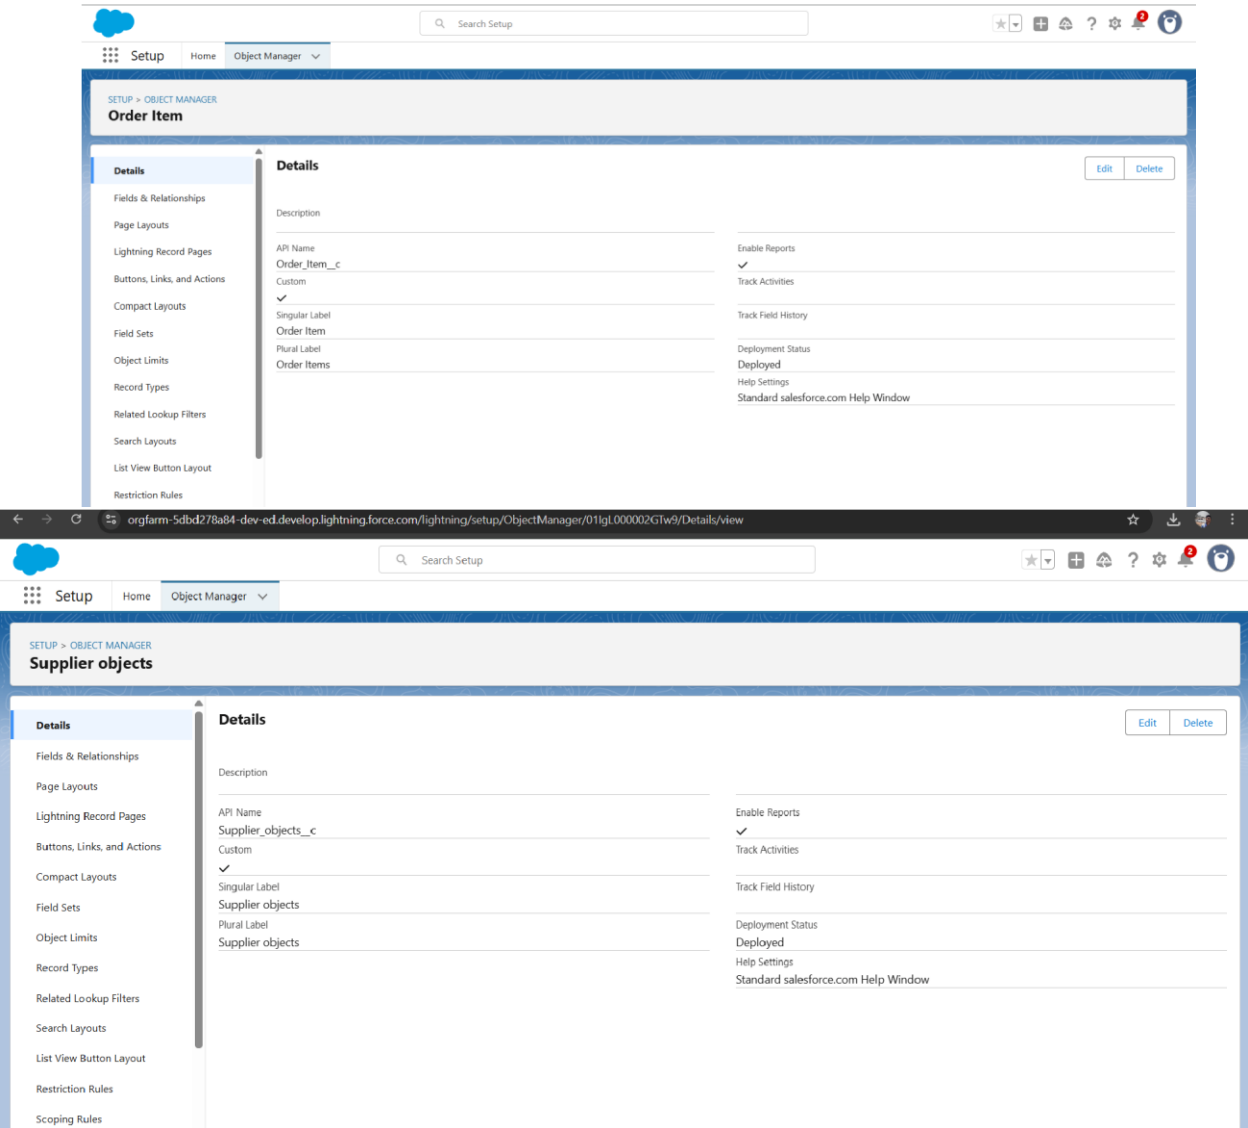 Search Setup
2
Setup Home Object Manager
SETUP > OBJECT MANAGER
Order Item
Details
Fields & Relationships
Page Layouts
Lightning Record Pages
Buttons, Links, and Actions
Compact Layouts
Field Sets
Object Limits
Record Types
Related Lookup Filters
Search Layouts
List View Button Layout
Restriction Rules
Details
Edit Delete
Description
API Name
Order_Item__c
Custom
Singular Label
Order Item
Plural Label
Order Items
Enable Reports
Track Activities
Track Field History
Deployment Status
Deployed
Help Settings
Standard salesforce.com Help Window
orgfarm-5dbd278a84-dev-ed.develop.lightning.force.com/lightning/setup/ObjectManager/01IgL000002GTw9/Details/view
Search Setup
2
Setup Home Object Manager
SETUP > OBJECT MANAGER
Supplier objects
Details
Fields & Relationships
Page Layouts
Lightning Record Pages
Buttons, Links, and Actions
Compact Layouts
Field Sets
Object Limits
Record Types
Related Lookup Filters
Search Layouts
List View Button Layout
Restriction Rules
Scoping Rules
Details
Edit Delete
Description
API Name
Supplier_objects__c
Custom
Singular Label
Supplier objects
Plural Label
Supplier objects
Enable Reports
Track Activities
Track Field History
Deployment Status
Deployed
Help Settings
Standard salesforce.com Help Window